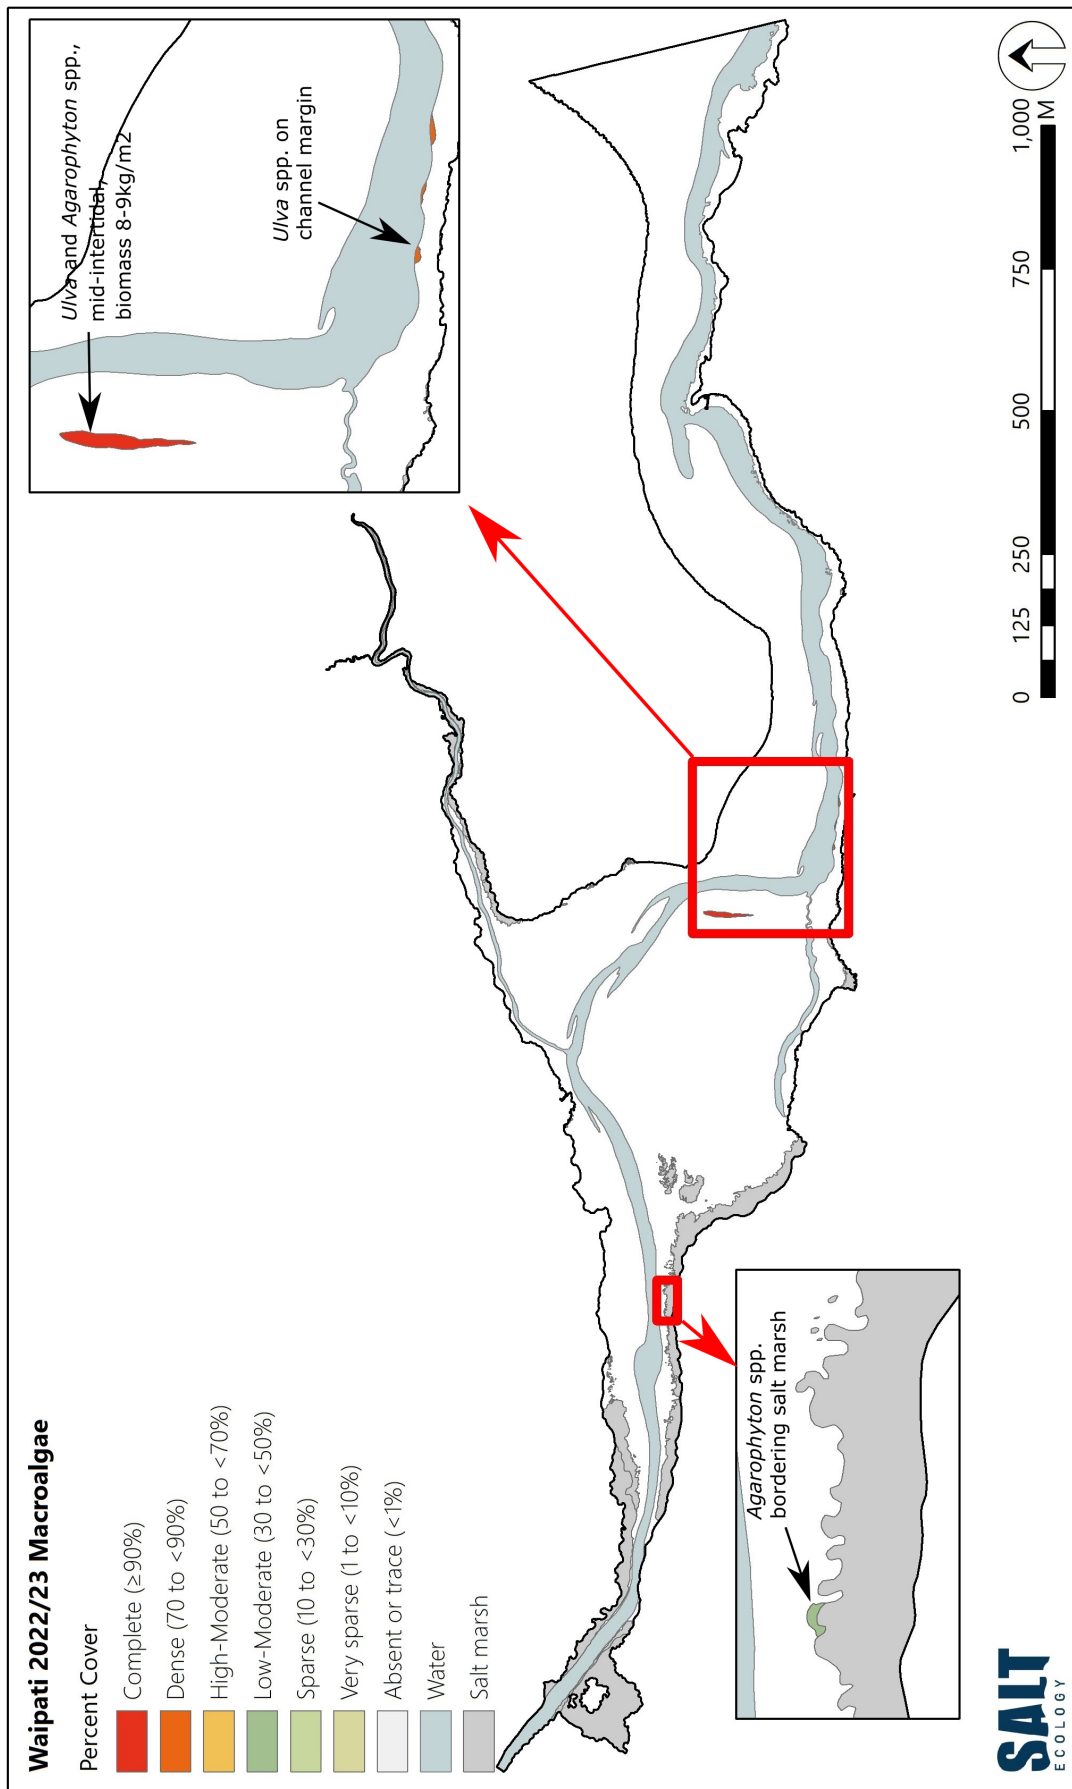 Waipati 2022/23 Macroalgae
Percent Cover
Complete (≥90%)
Dense (70 to <90%)
High-Moderate (50 to <70%)
Low-Moderate (30 to <50%)
Sparse (10 to <30%)
Very sparse (1 to <10%)
Absent or trace (<1%)
Water
Salt marsh
Ulva and Agarophyton spp.,
mid-intertidal,
biomass 8-9kg/m2
Ulva spp. on
channel margin
Agarophyton spp.
bordering salt marsh
0 125 250 500 750 1,000
M
SALT
ECOLOGY